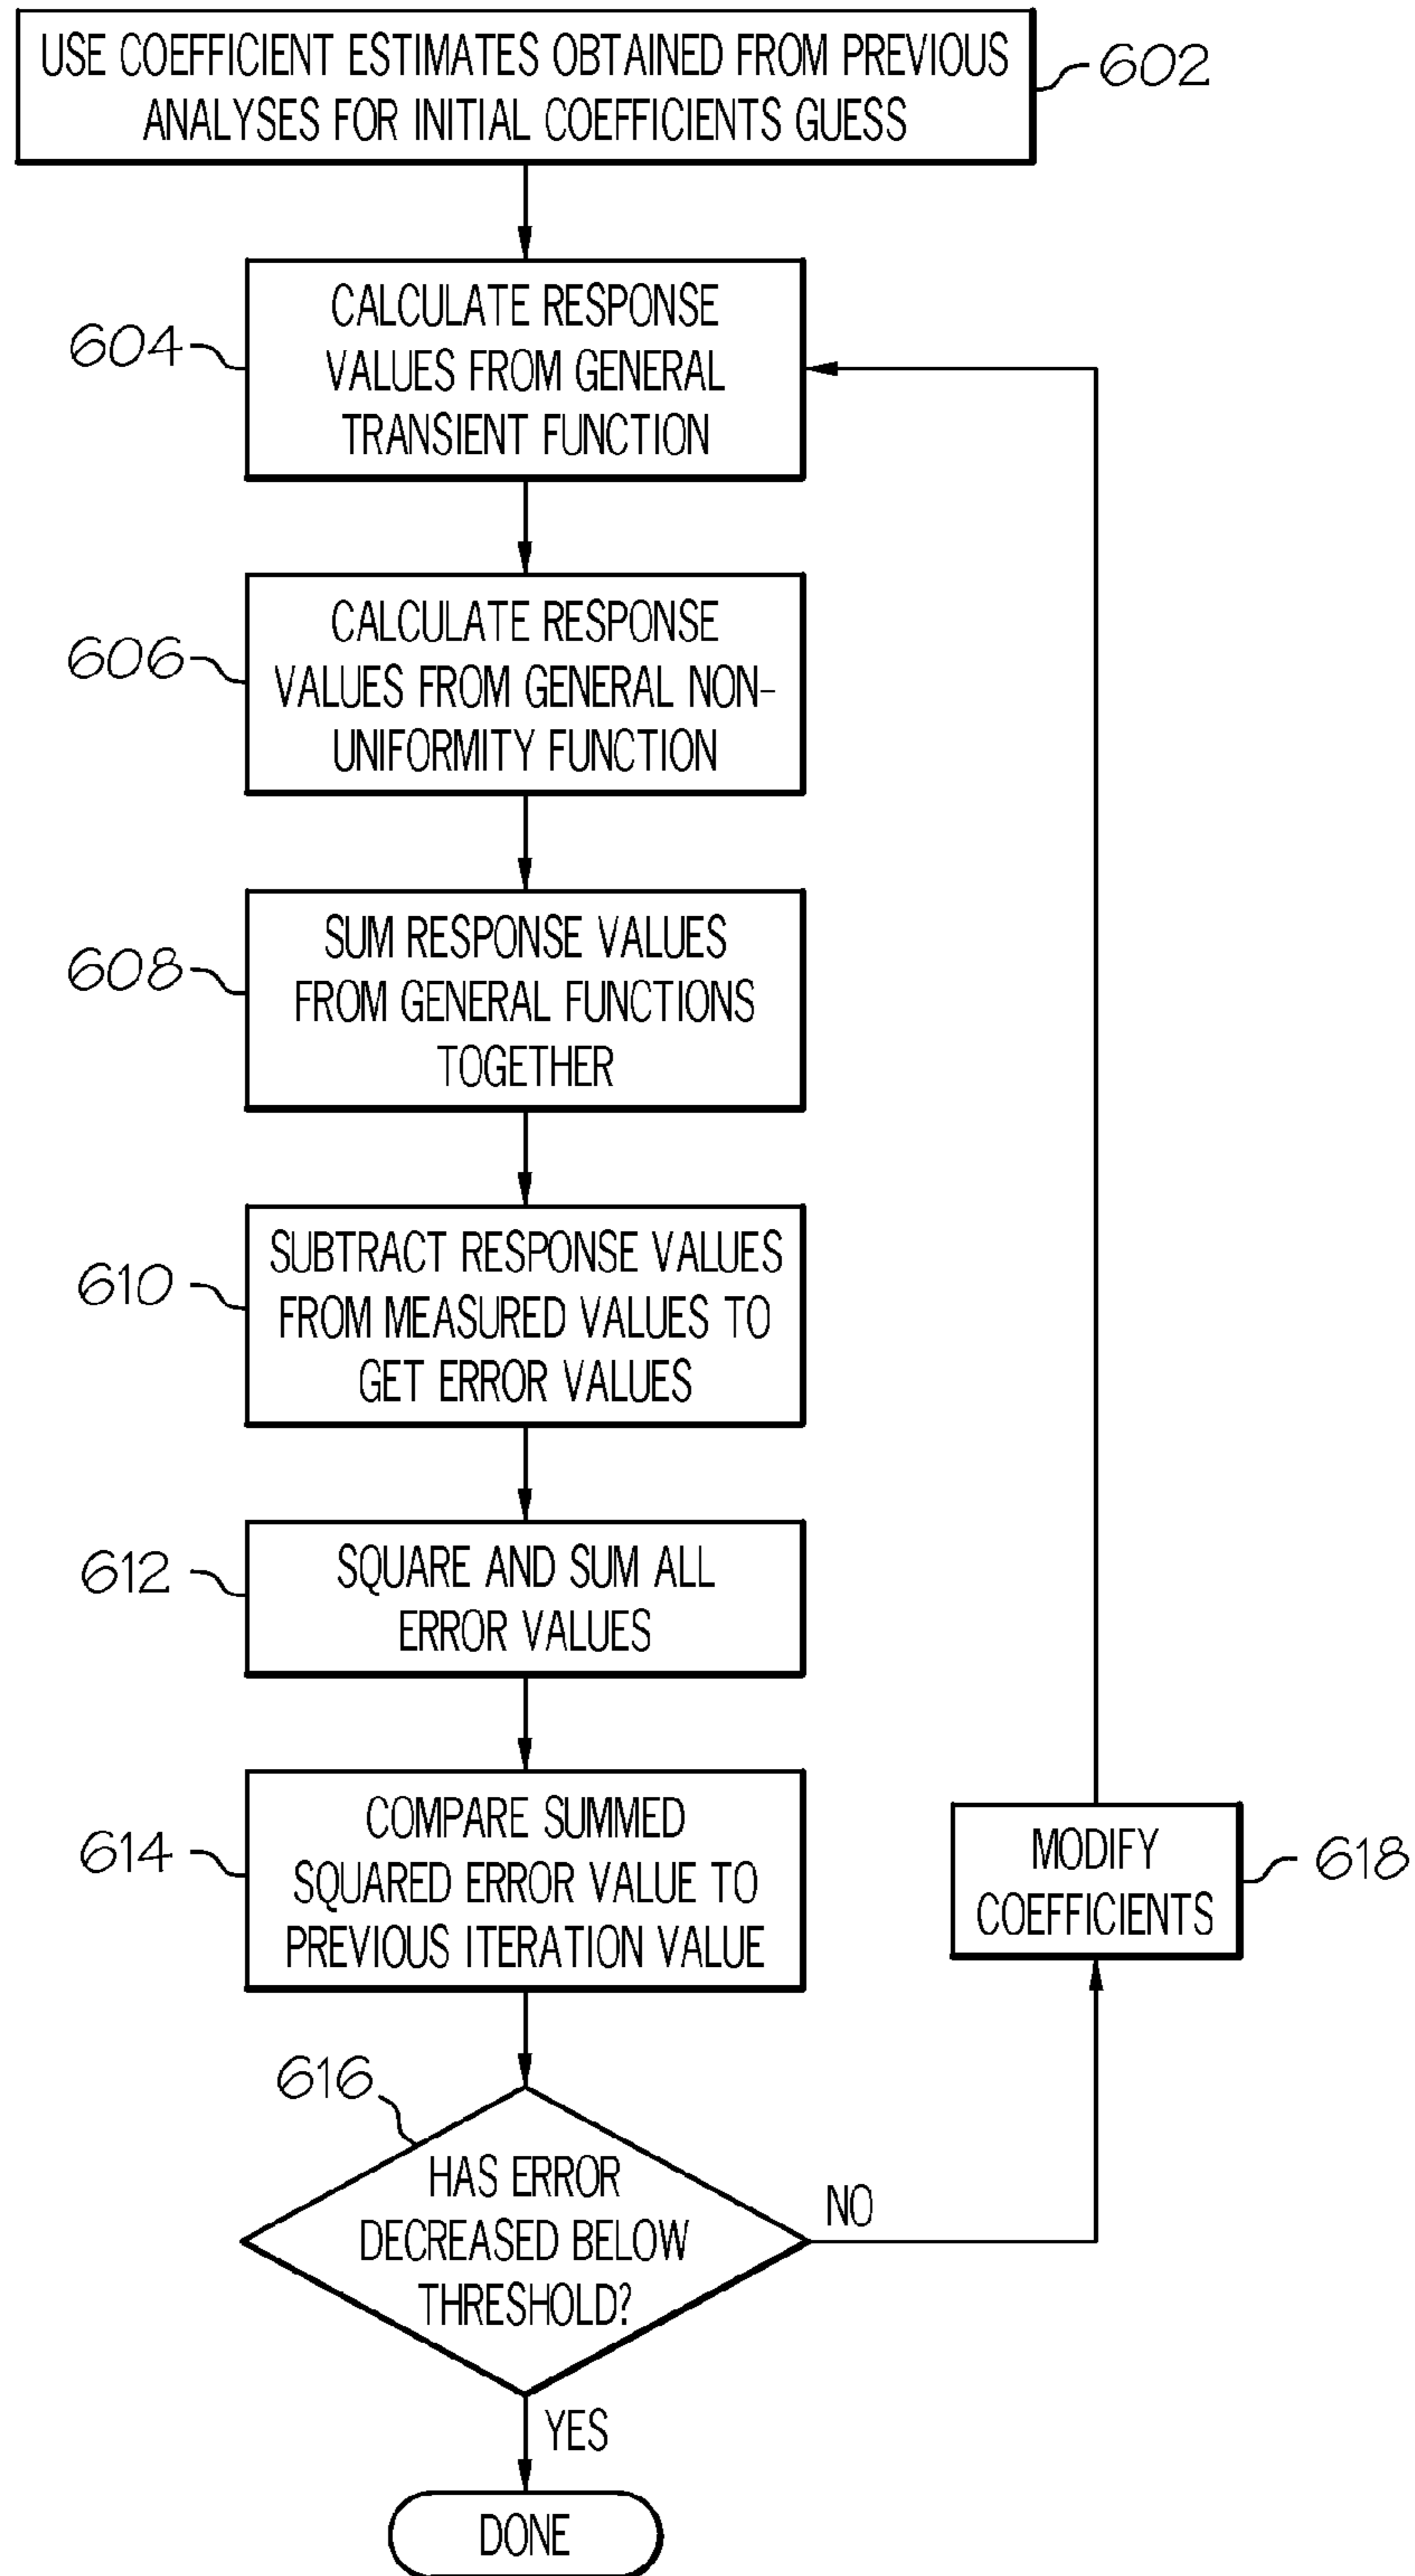 USE COEFFICIENT ESTIMATES OBTAINED FROM PREVIOUS
ANALYSES FOR INITIAL COEFFICIENTS GUESS
602
604
CALCULATE RESPONSE
VALUES FROM GENERAL
TRANSIENT FUNCTION
606
CALCULATE RESPONSE
VALUES FROM GENERAL NON-
UNIFORMITY FUNCTION
608
SUM RESPONSE VALUES
FROM GENERAL FUNCTIONS
TOGETHER
610
SUBTRACT RESPONSE VALUES
FROM MEASURED VALUES TO
GET ERROR VALUES
612
SQUARE AND SUM ALL
ERROR VALUES
614
COMPARE SUMMED
SQUARED ERROR VALUE TO
PREVIOUS ITERATION VALUE
MODIFY
COEFFICIENTS
618
616
HAS ERROR
DECREASED BELOW
THRESHOLD?
NO
YES
DONE